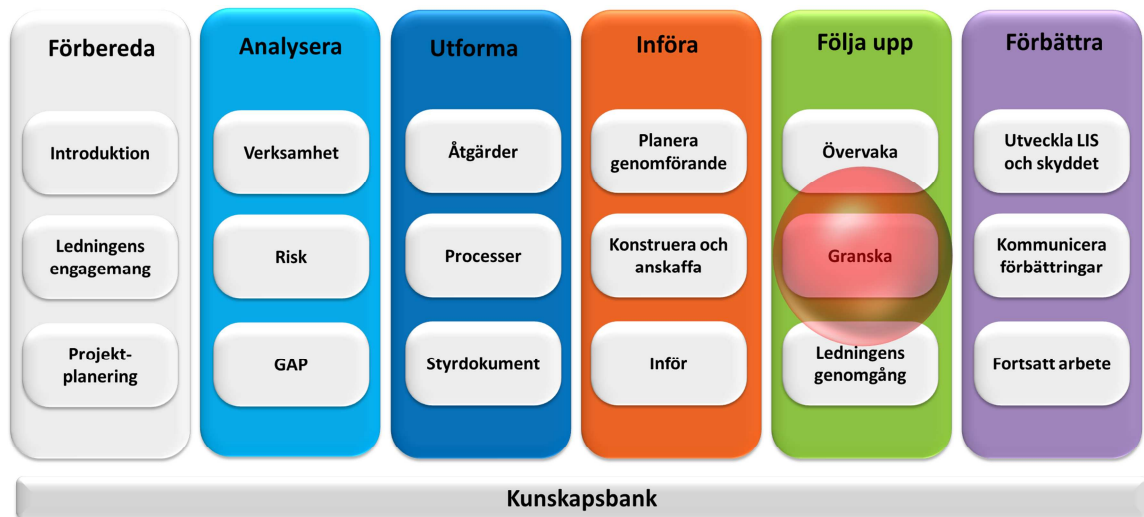 Förbereda
Introduktion
Ledningens
engagemang
Projekt-
planering
Analysera
Verksamhet
Risk
GAP
Utforma
Åtgärder
Processer
Styrdokument
Införa
Planera
genomförande
Konstruera och
anskaffa
Inför
Följa upp
Övervaka
Granska
Ledningens
genomgång
Förbättra
Utveckla LIS
och skyddet
Kommunicera
förbättringar
Fortsatt arbete
Kunskapsbank